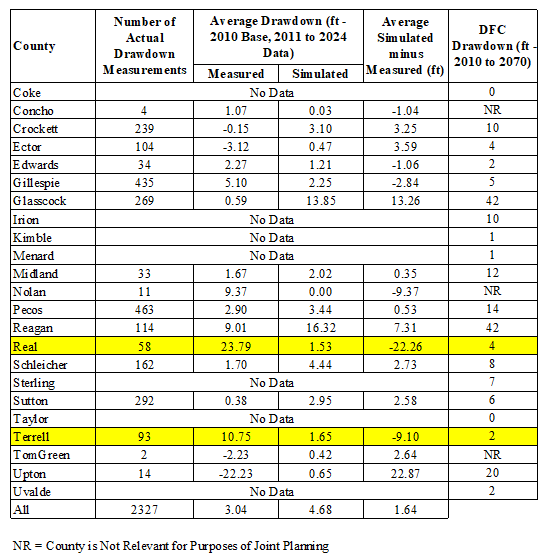 County Number of Actual Drawdown Measurements Average Drawdown (ft - 2010 Base, 2011 to 2024 Data) Average Simulated minus Measured (ft) DFC Drawdown (ft - 2010 to 2070)
Measured Simulated
Coke No Data 0
Concho 4 1.07 0.03 -1.04 NR
Crockett 239 -0.15 3.10 3.25 10
Ector 104 -3.12 0.47 3.59 4
Edwards 34 2.27 1.21 -1.06 2
Gillespie 435 5.10 2.25 -2.84 5
Glasscock 269 0.59 13.85 13.26 42
Irion No Data 10
Kimble No Data 1
Menard No Data 1
Midland 33 1.67 2.02 0.35 12
Nolan 11 9.37 0.00 -9.37 NR
Pecos 463 2.90 3.44 0.53 14
Reagan 114 9.01 16.32 7.31 42
Real 58 23.79 1.53 -22.26 4
Schleicher 162 1.70 4.44 2.73 8
Sterling No Data 7
Sutton 292 0.38 2.95 2.58 6
Taylor No Data 0
Terrell 93 10.75 1.65 -9.10 2
TomGreen 2 -2.23 0.42 2.64 NR
Upton 14 -22.23 0.65 22.87 20
Uvalde No Data 2
All 2327 3.04 4.68 1.64
NR = County is Not Relevant for Purposes of Joint Planning